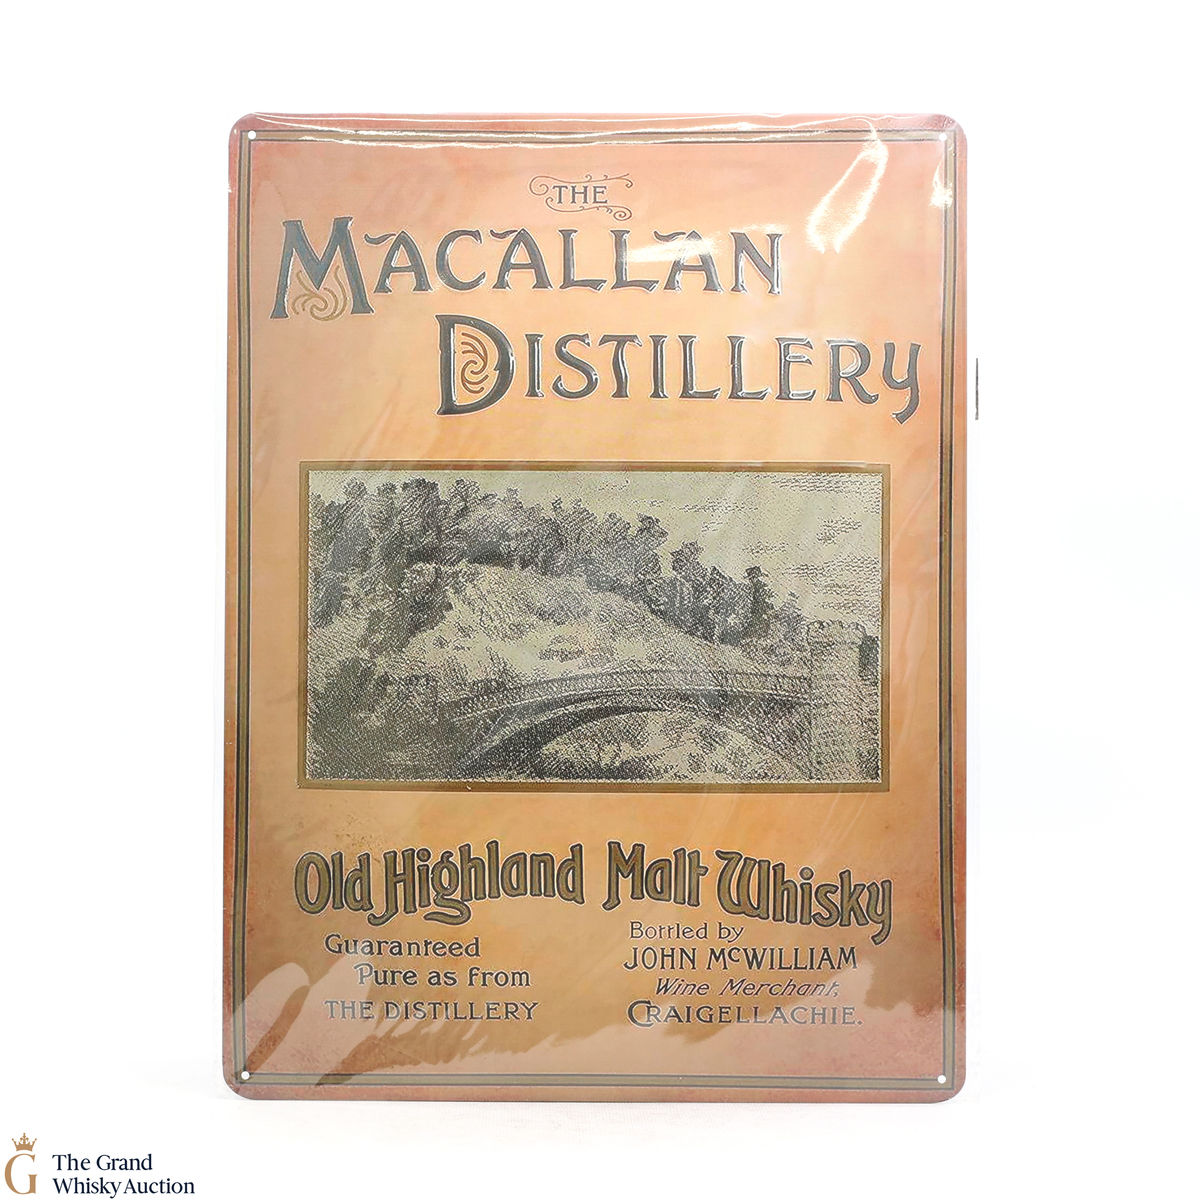 THE
MACALLAN
DISTILLERY
Old Highland Malt Whisky
Guaranteed
Pure as from
THE DISTILLERY
Bottled by
JOHN McWILLIAM
Wine Merchant,
CRAIGELLACHIE.
G The Grand
Whisky Auction